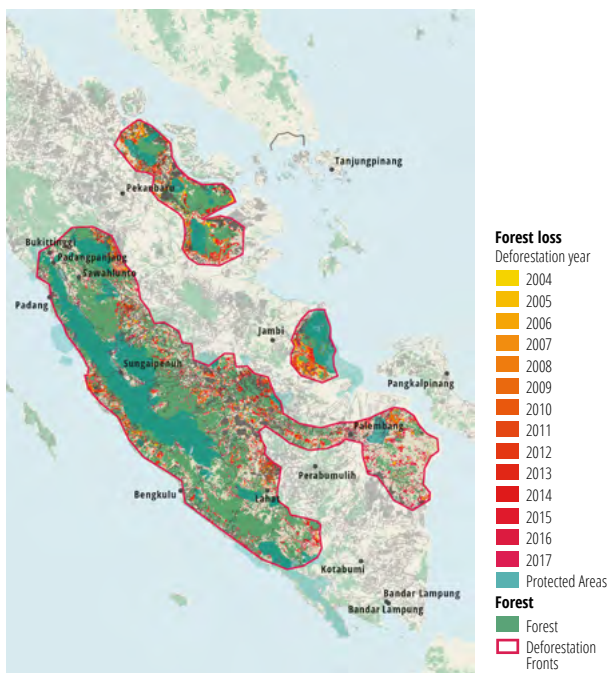 Tanjungpinang
Pekanbaru
Bukittinggi
Padangpanjang
Sawahlunto
Padang
Jambi
Sungaipenuh
Pangkalpinang
Palembang
Perabumulih
Bengkulu
Lahat
Kotabumi
Bandar Lampung
Bandar Lampung
Forest loss
Deforestation year
2004
2005
2006
2007
2008
2009
2010
2011
2012
2013
2014
2015
2016
2017
Protected Areas
Forest
Forest
Deforestation
Fronts